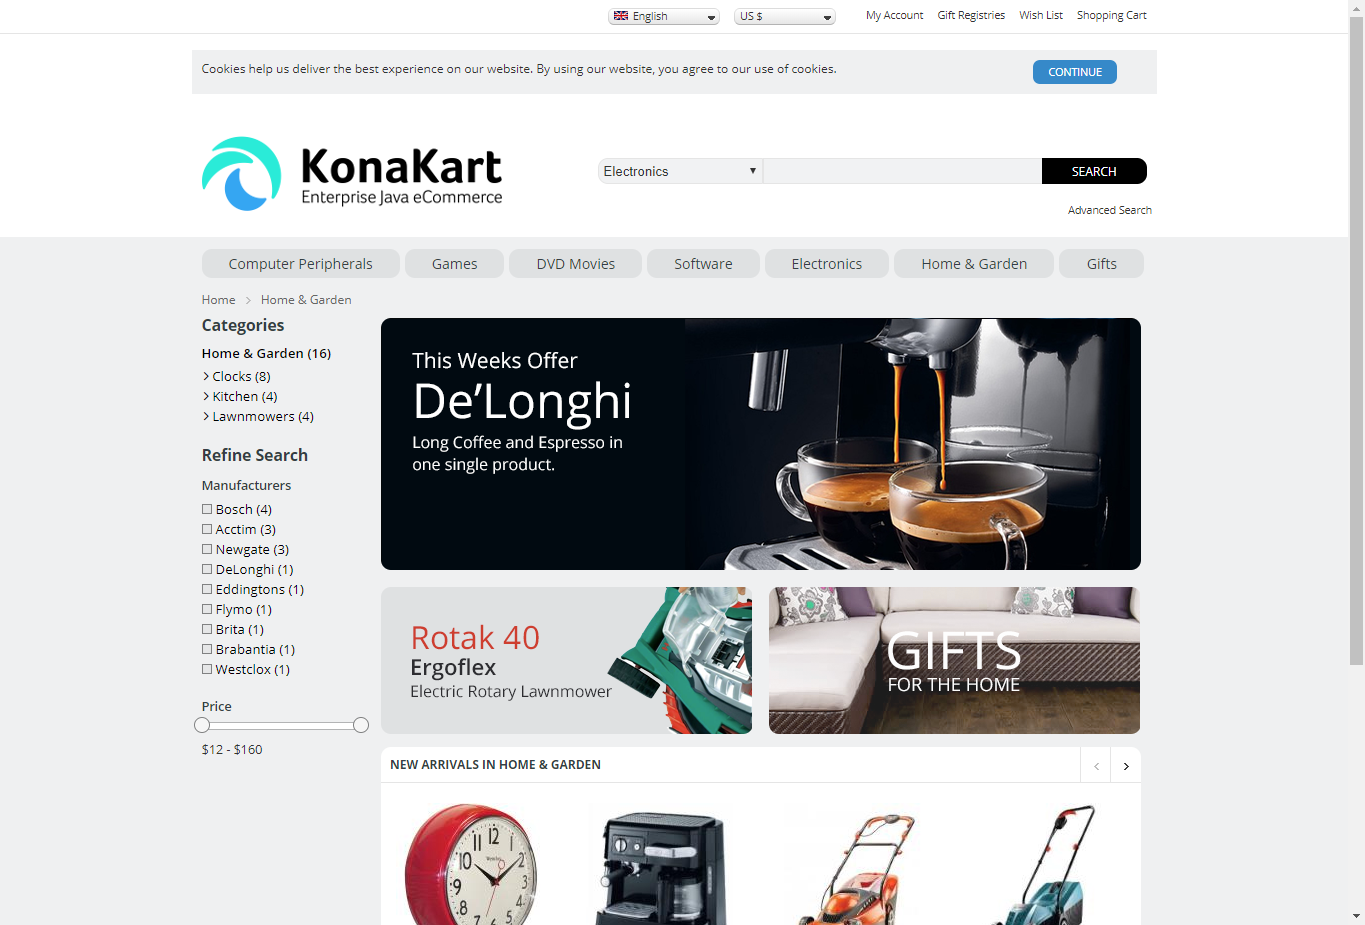 English
US $
My Account
Gift Registries
Wish List
Shopping Cart
Cookies help us deliver the best experience on our website. By using our website, you agree to our use of cookies.
CONTINUE
KonaKart
Enterprise Java eCommerce
Electronics
SEARCH
Advanced Search
Computer Peripherals
Games
DVD Movies
Software
Electronics
Home & Garden
Gifts
Home > Home & Garden
Categories
Home & Garden (16)
Clocks (8)
Kitchen (4)
Lawnmowers (4)
Refine Search
Manufacturers
Bosch (4)
Acctim (3)
Newgate (3)
DeLonghi (1)
Eddingtons (1)
Flymo (1)
Brita (1)
Brabantia (1)
Westclox (1)
Price
$12 - $160
This Weeks Offer
De’Longhi
Long Coffee and Espresso in
one single product.
Rotak 40
Ergoflex
Electric Rotary Lawnmower
GIFTS
FOR THE HOME
NEW ARRIVALS IN HOME & GARDEN
11 12 1
10 2
9 3
8 4